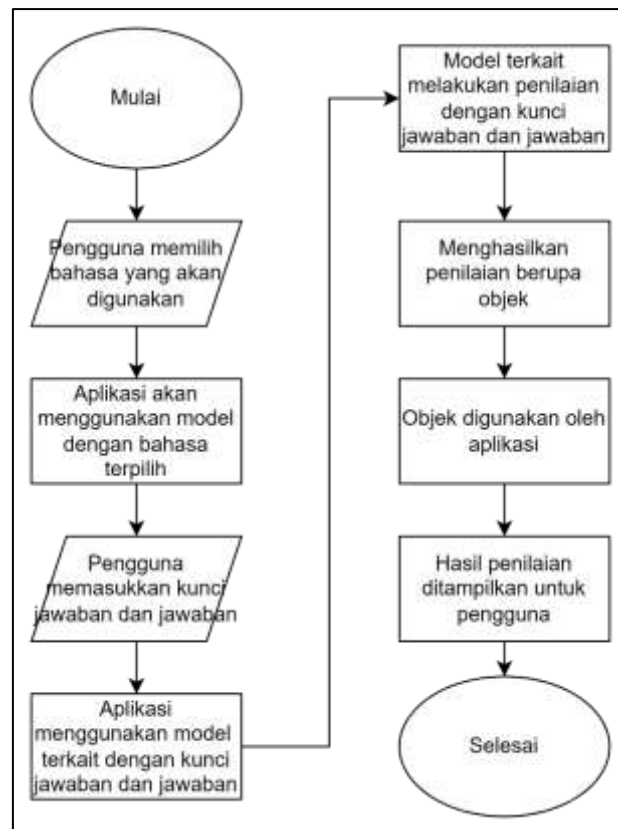 Mulai
Pengguna memilih
bahasa yang akan
digunakan
Aplikasi akan
menggunakan model
dengan bahasa
terpilih
Pengguna
memasukkan kunci
jawaban dan jawaban
Aplikasi
menggunakan model
terkait dengan kunci
jawaban dan jawaban
Model terkait
melakukan penilaian
dengan kunci
jawaban dan jawaban
Menghasilkan
penilaian berupa
objek
Objek digunakan oleh
aplikasi
Hasil penilaian
ditampilkan untuk
pengguna
Selesai